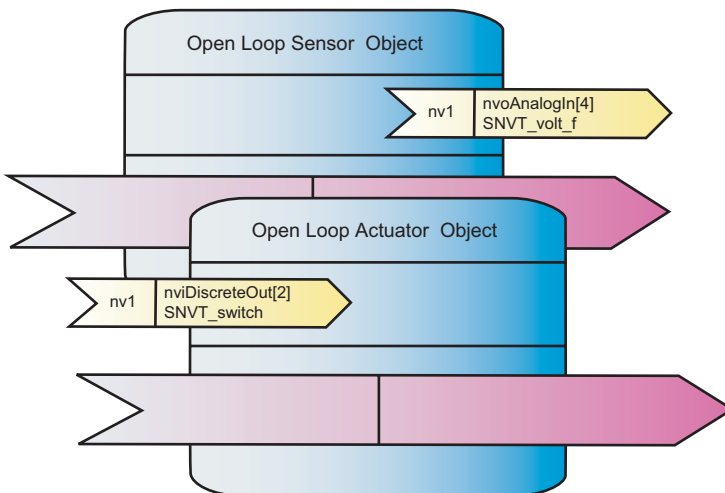 Open Loop Sensor Object
nv1
nvoAnalogIn[4]
SNVT_volt_f
Open Loop Actuator Object
nv1
nviDiscreteOut[2]
SNVT_switch